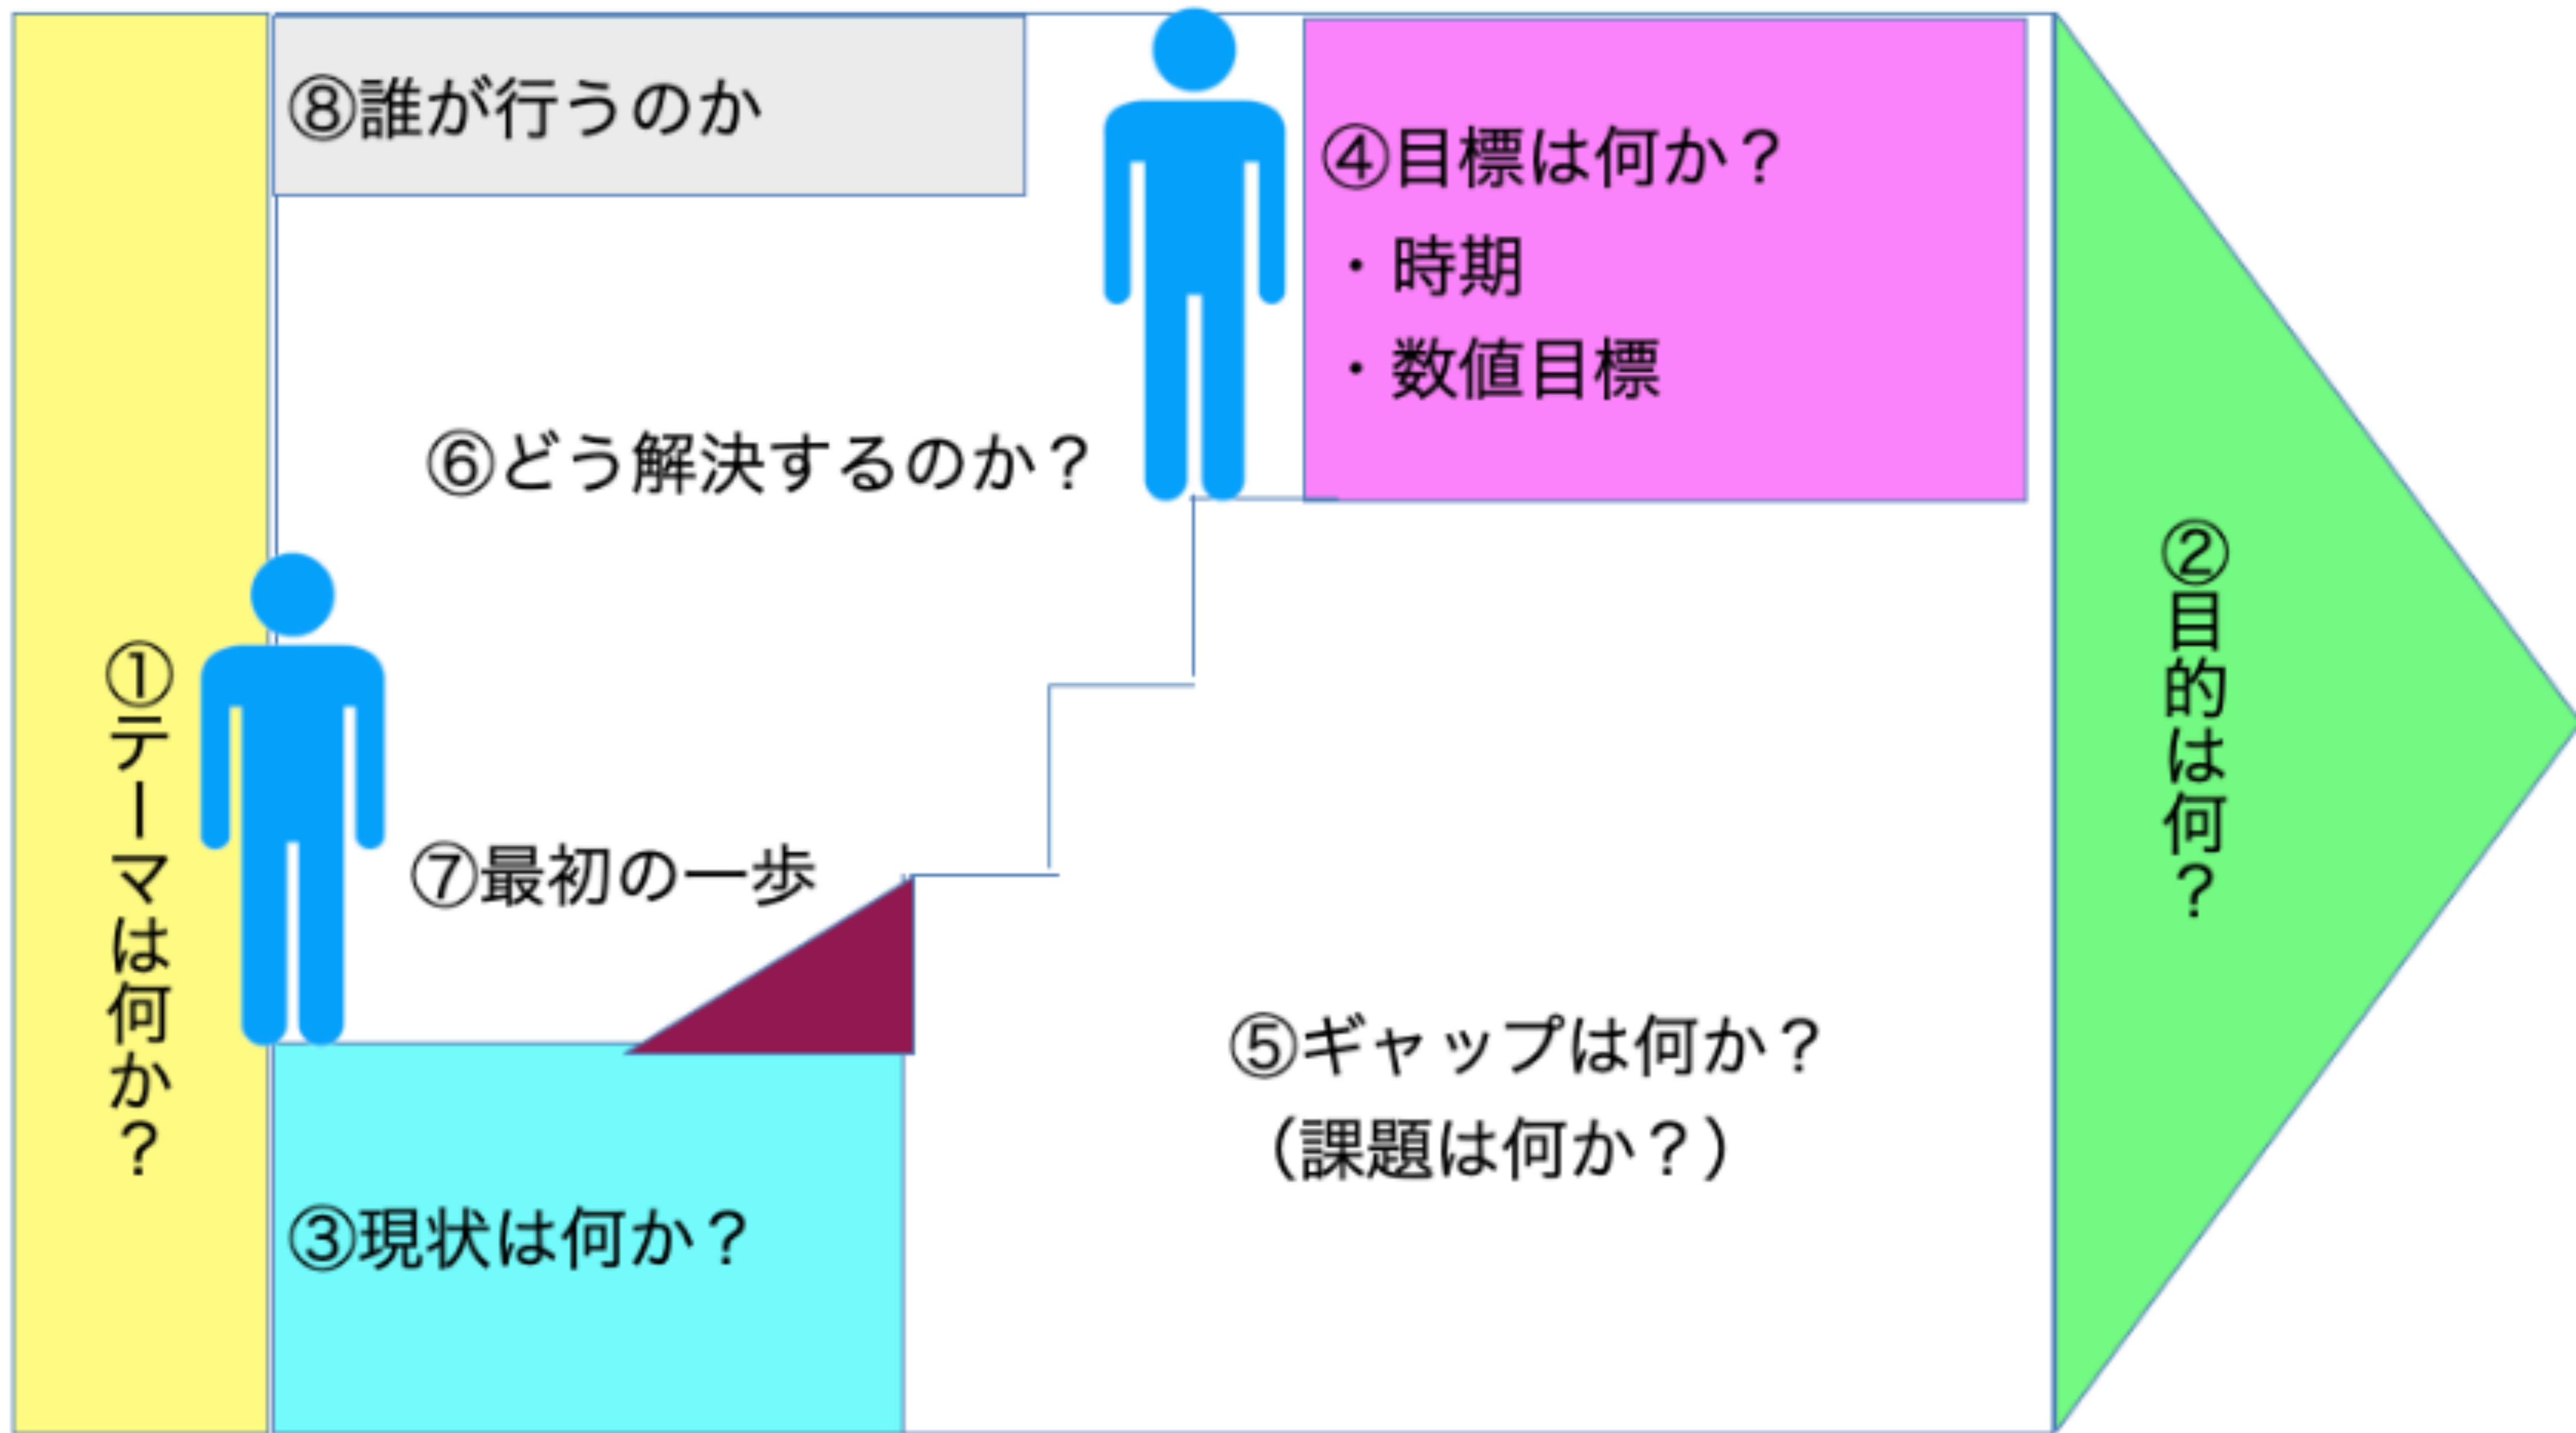 ⑧誰が行うのか
④目標は何か？
・時期
・数値目標
⑥どう解決するのか？
②目的は何？
①テーマは何か？
⑦最初の一歩
⑤ギャップは何か？
（課題は何か？）
③現状は何か？